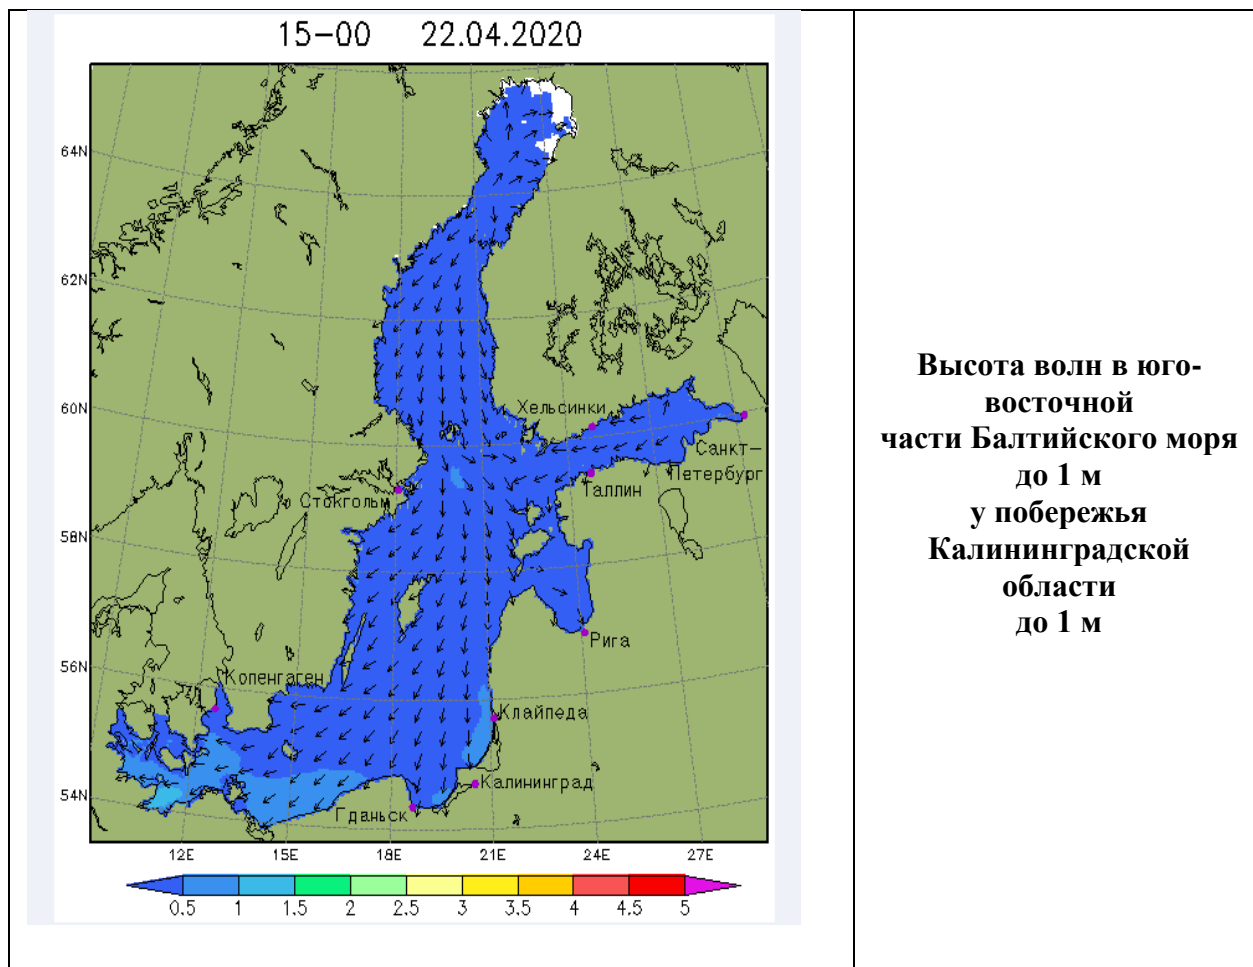 15-00 22.04.2020
64N
62N
60N
58N
56N
54N
Хельсинки
Санкт-
Петербург
Таллин
Стокгольм
Рига
Копенгаген
Клайпеда
Калининград
Гданьск
12E 15E 18E 21E 24E 27E
0.5 1 1.5 2 2.5 3 3.5 4 4.5 5
Высота волн в юго-
восточной
части Балтийского моря
до 1 м
у побережья
Калининградской
области
до 1 м